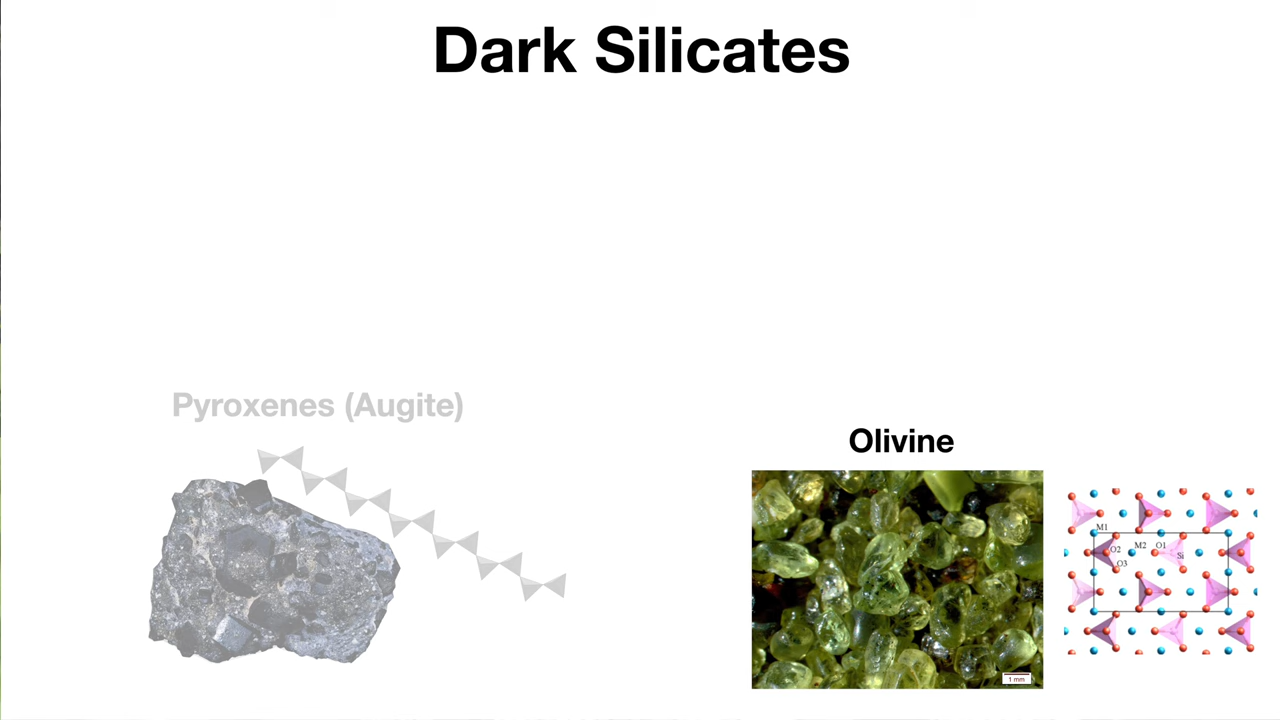 Dark Silicates
Pyroxenes (Augite)
Olivine
M1
O2
M2
O1
Si
O3
1 mm